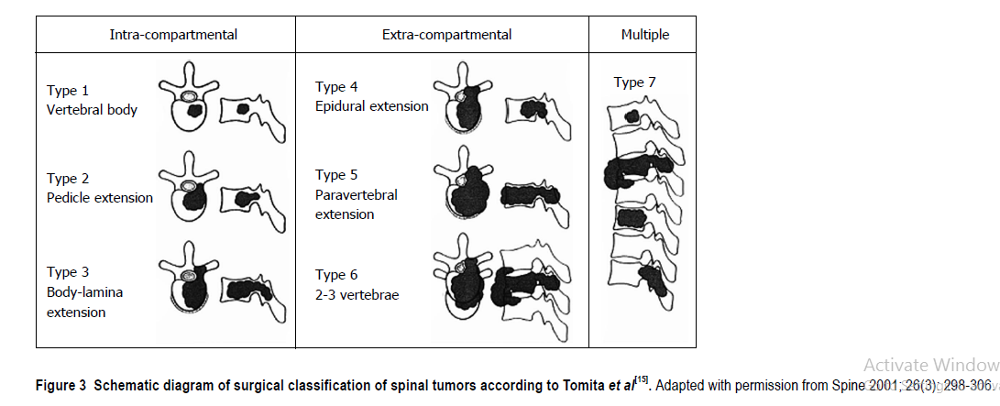 Intra-compartmental
Extra-compartmental
Multiple
Type 1
Vertebral body
Type 2
Pedicle extension
Type 3
Body-lamina
extension
Type 4
Epidural extension
Type 5
Paravertebral
extension
Type 6
2-3 vertebrae
Type 7
Activate Window
Figure 3 Schematic diagram of surgical classification of spinal tumors according to Tomita et al[15]. Adapted with permission from Spine 2001; 26(3): 298-306.